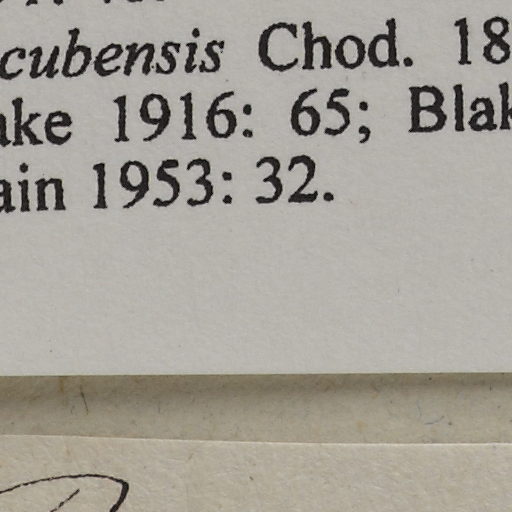 cubensis Chod. 18
ake 1916: 65; Blak
ain 1953: 32.